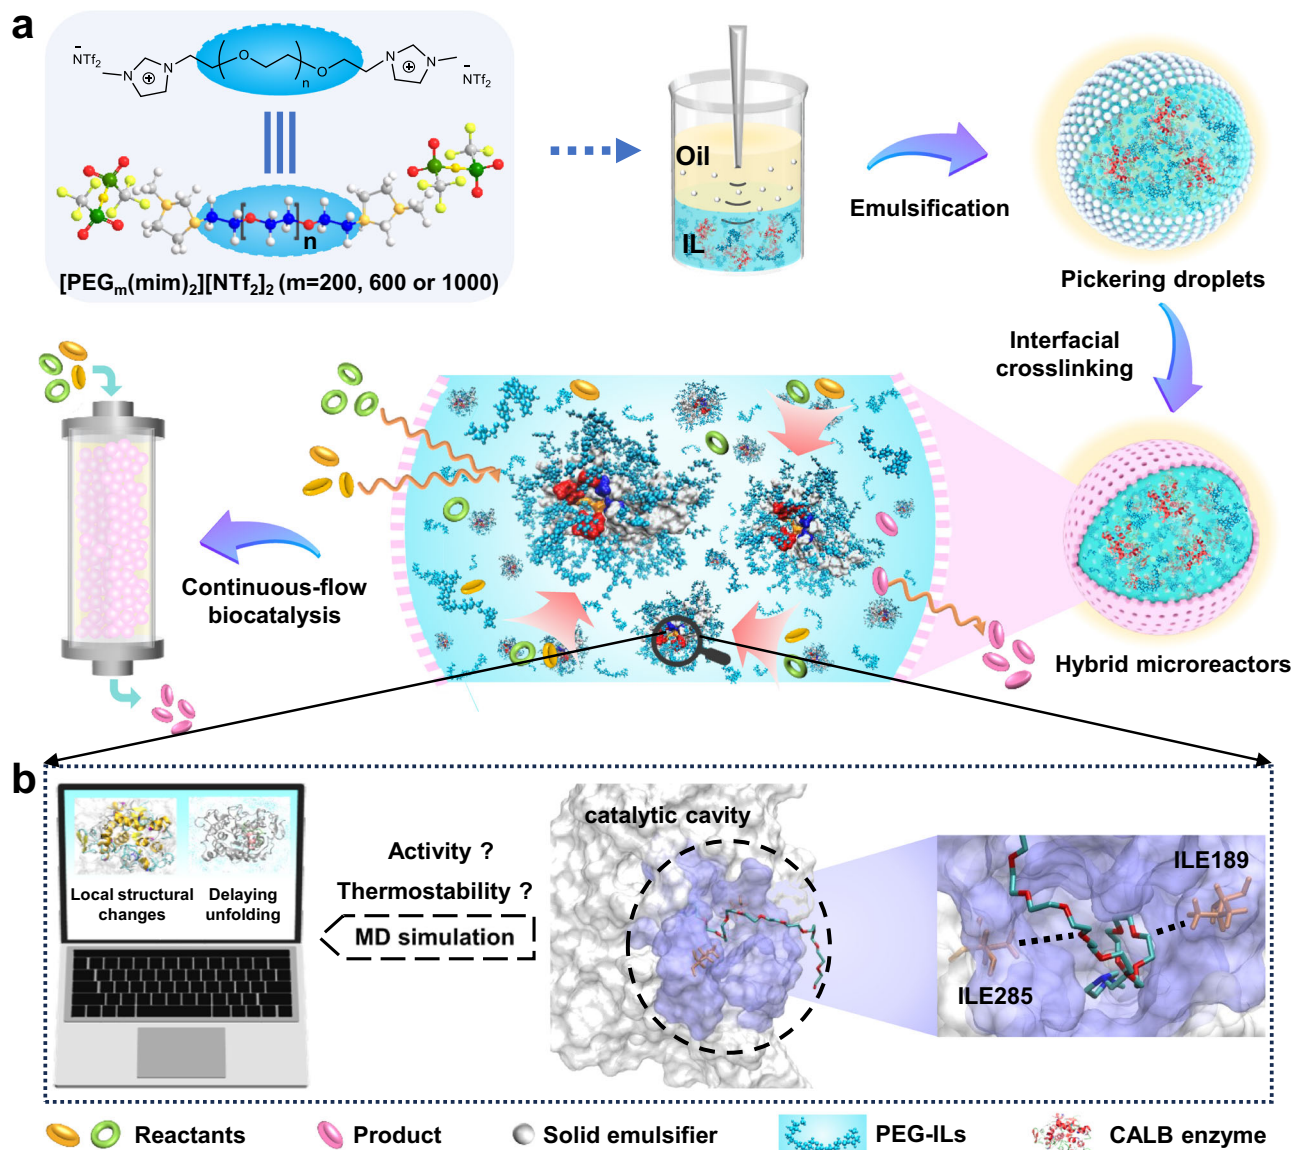 a
NTf₂⁻
N
N
⊕
O
O
n
N
N
⊕
⁻NTf₂
n
[PEGₘ(mim)₂][NTf₂]₂ (m=200, 600 or 1000)
Oil
IL
Emulsification
Pickering droplets
Interfacial
crosslinking
Hybrid microreactors
Continuous-flow
biocatalysis
b
Local structural
changes
Delaying
unfolding
Activity ?
Thermostability ?
MD simulation
catalytic cavity
ILE189
ILE285
Reactants
Product
Solid emulsifier
PEG-ILs
CALB enzyme